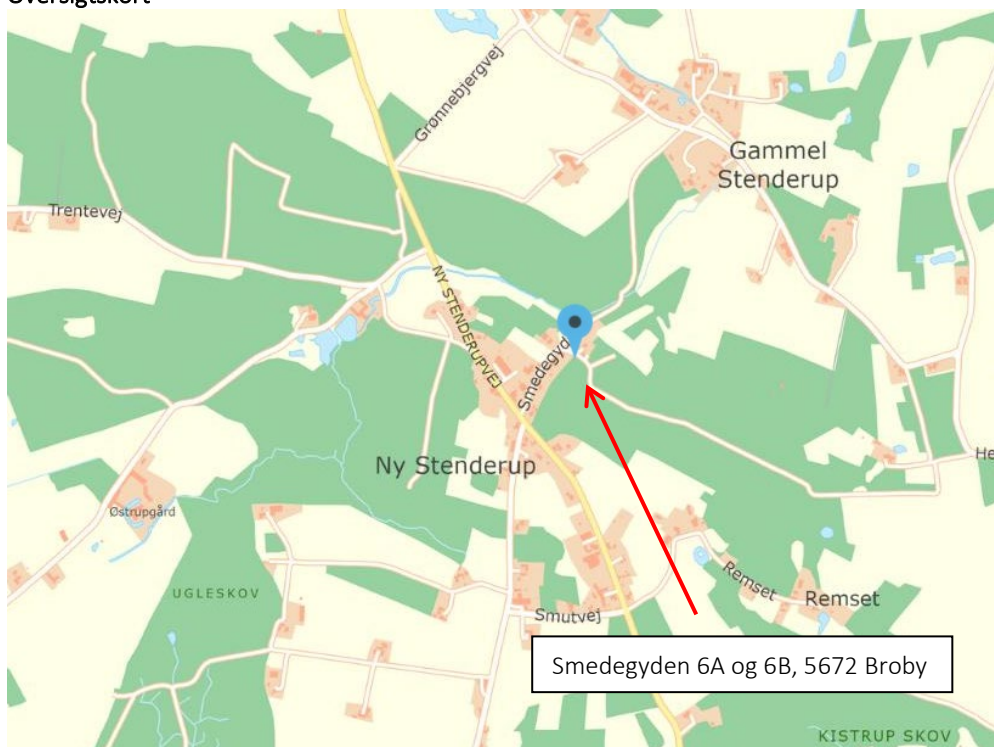 Oversigtskort
Grønnebjergvej
Gammel
Stenderup
Trentevej
NY STENDERUPVEJ
Smedegyd
Ny Stenderup
He
Østrupgård
UGLESKOV
Remset
Remset
Smutvej
Smedegyden 6A og 6B, 5672 Broby
KISTRUP SKOV